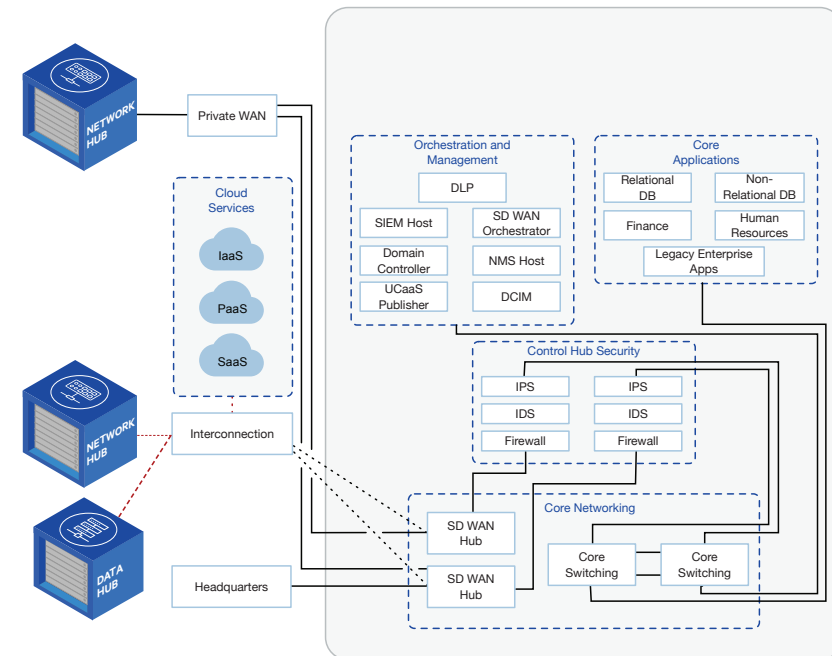 NETWORK
HUB
Private WAN
Cloud
Services
IaaS
PaaS
SaaS
NETWORK
HUB
Interconnection
DATA
HUB
Headquarters
Orchestration and
Management
DLP
SIEM Host
SD WAN
Orchestrator
Domain
Controller
NMS Host
UCaaS
Publisher
DCIM
Core
Applications
Relational
DB
Non-
Relational DB
Finance
Human
Resources
Legacy Enterprise
Apps
Control Hub Security
IPS
IPS
IDS
IDS
Firewall
Firewall
Core Networking
SD WAN
Hub
SD WAN
Hub
Core
Switching
Core
Switching